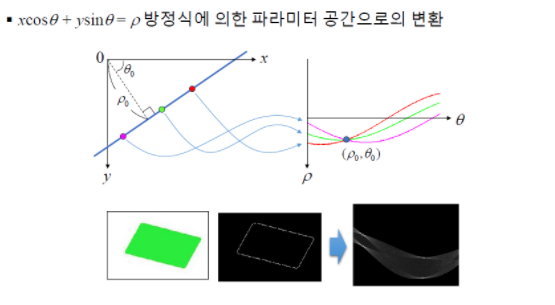 ▪ xcosθ + ysinθ = ρ 방정식에 의한 파라미터 공간으로의 변환
0
x
θ₀
ρ₀
θ
(ρ₀,θ₀)
y
ρ